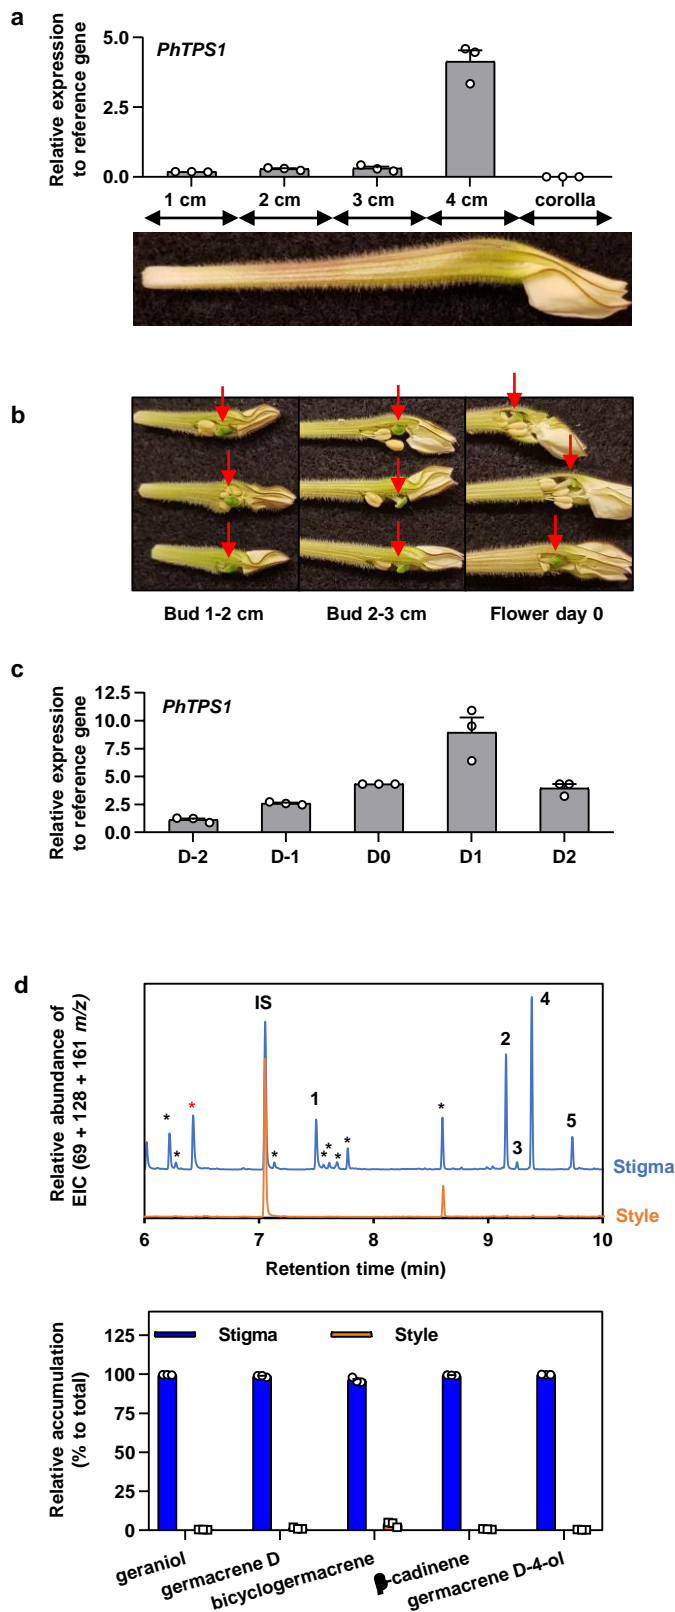 a
PhTPS1
Relative expression
to reference gene
5.0
2.5
0.0
1 cm 2 cm 3 cm 4 cm corolla
b
Bud 1-2 cm Bud 2-3 cm Flower day 0
c
PhTPS1
Relative expression
to reference gene
12.5
10.0
7.5
5.0
2.5
0.0
D-2 D-1 D0 D1 D2
d
Relative abundance of
EIC (69 + 128 + 161 m/z)
IS
4
2
1
3
5
* * * * * * * * *
Stigma
Style
6 7 8 9 10
Retention time (min)
Relative accumulation
(% to total)
Stigma Style
125
100
75
50
25
0
geraniol
germacrene D
bicyclogermacrene
β-cadinene
germacrene D-4-ol